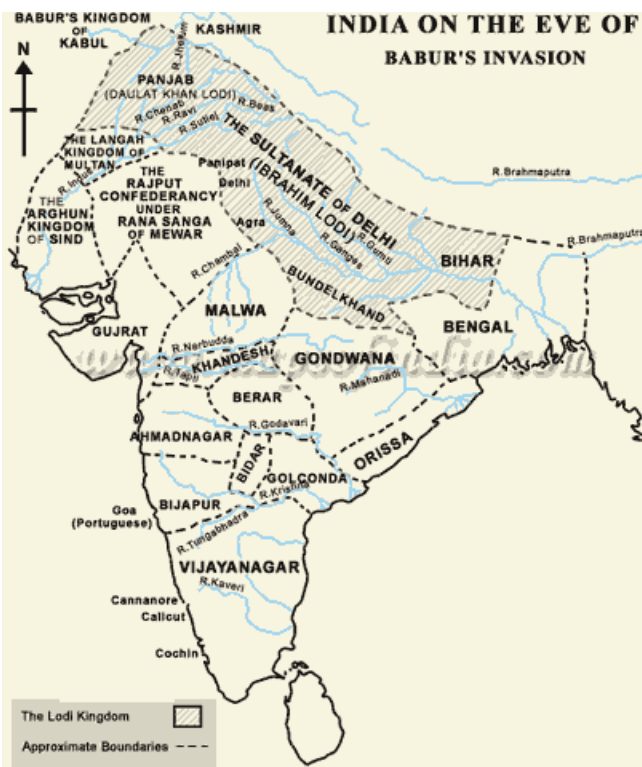 INDIA ON THE EVE OF
BABUR'S INVASION
BABUR'S KINGDOM
OF
KABUL
KASHMIR
N
R.Jhelum
PANJAB
(DAULAT KHAN LODI)
R.Chenab
R.Ravi
R.Beas
R.Sutlej
THE LANGAH
KINGDOM OF
MULTAN
R.Indus
THE
ARGHUN
KINGDOM
OF SIND
THE
RAJPUT
CONFEDERANCY
UNDER
RANA SANGA
OF MEWAR
THE SULTANATE OF DELHI
(IBRAHIM LODI)
Panipat
Delhi
Agra
R.Jumna
R.Ganges
R.Gumti
R.Brahmaputra
R.Brahmaputra
BIHAR
R.Chambal
BUNDELKHAND
MALWA
BENGAL
GUJRAT
R.Nerbudda
KHANDESH
R.Tapti
GONDWANA
R.Mahanadi
BERAR
R.Godavari
AHMADNAGAR
BIDAR
ORISSA
GOLCONDA
R.Krishna
BIJAPUR
Goa
(Portuguese)
R.Tungabhadra
VIJAYANAGAR
R.Kaveri
Cannanore
Calicut
Cochin
The Lodi Kingdom
Approximate Boundaries